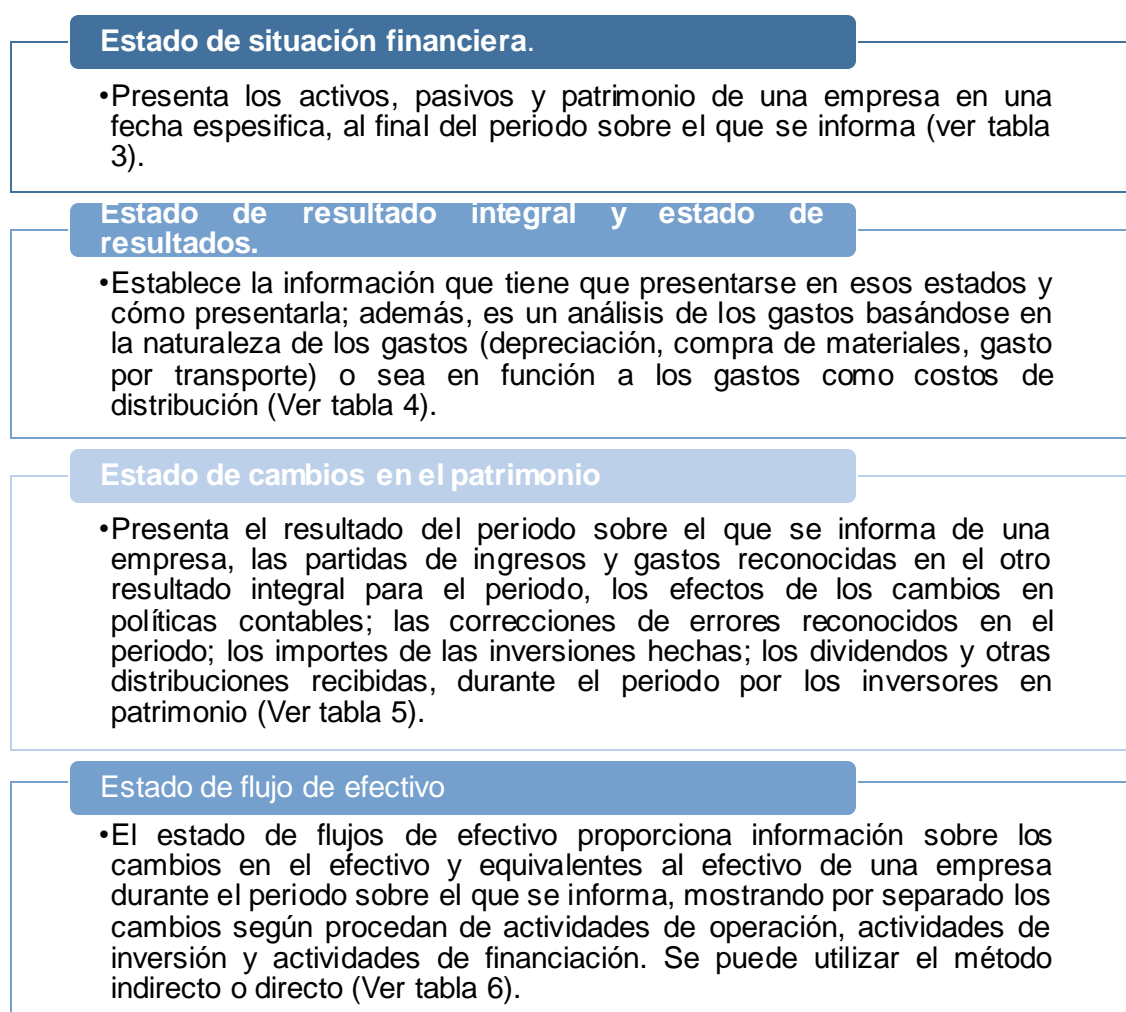 Estado de situación financiera.
•Presenta los activos, pasivos y patrimonio de una empresa en una
fecha espesifica, al final del periodo sobre el que se informa (ver tabla
3).
Estado de resultado integral y estado de
resultados.
•Establece la información que tiene que presentarse en esos estados y
cómo presentarla; además, es un análisis de los gastos basándose en
la naturaleza de los gastos (depreciación, compra de materiales, gasto
por transporte) o sea en función a los gastos como costos de
distribución (Ver tabla 4).
Estado de cambios en el patrimonio
•Presenta el resultado del periodo sobre el que se informa de una
empresa, las partidas de ingresos y gastos reconocidas en el otro
resultado integral para el periodo, los efectos de los cambios en
políticas contables; las correcciones de errores reconocidos en el
periodo; los importes de las inversiones hechas; los dividendos y otras
distribuciones recibidas, durante el periodo por los inversores en
patrimonio (Ver tabla 5).
Estado de flujo de efectivo
•El estado de flujos de efectivo proporciona información sobre los
cambios en el efectivo y equivalentes al efectivo de una empresa
durante el periodo sobre el que se informa, mostrando por separado los
cambios según procedan de actividades de operación, actividades de
inversión y actividades de financiación. Se puede utilizar el método
indirecto o directo (Ver tabla 6).